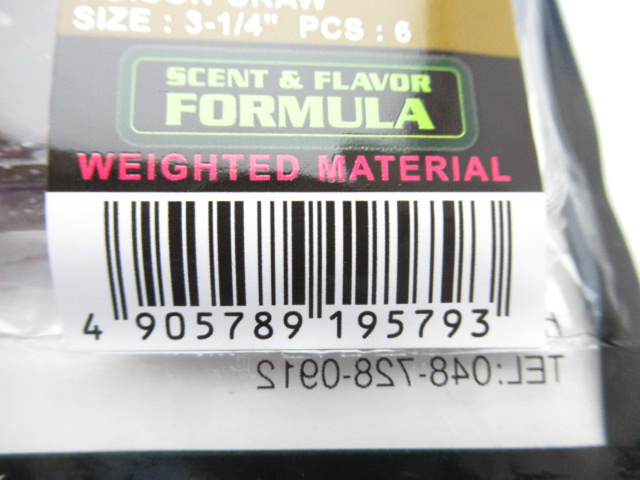 SIZE : 3-1/4" PCS : 6
SCENT & FLAVOR
FORMULA
WEIGHTED MATERIAL
4 905789 195793
TEL:048-728-0912